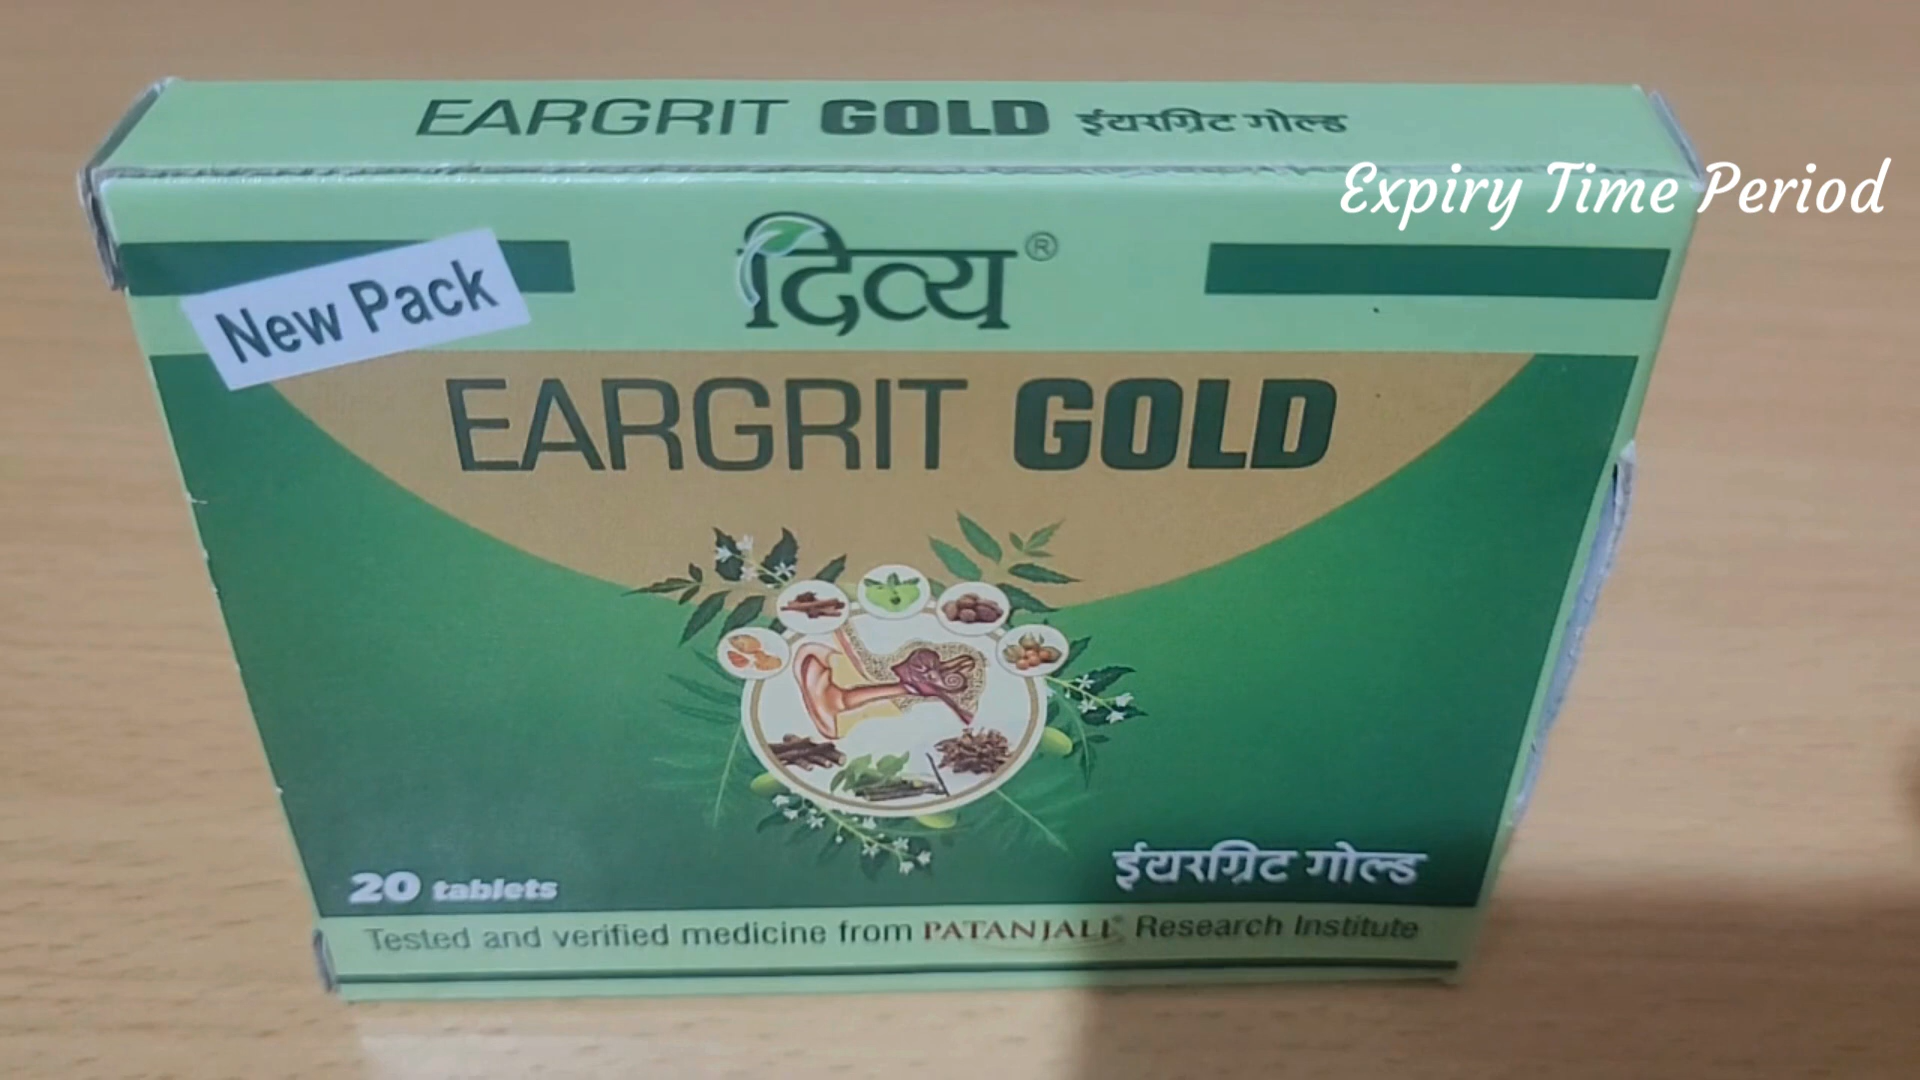 EARGRIT GOLD ईयरग्रिट गोल्ड
Expiry Time Period
New Pack
दिव्य®
EARGRIT GOLD
ईयरग्रिट गोल्ड
20 tablets
Tested and verified medicine from PATANJALI® Research Institute